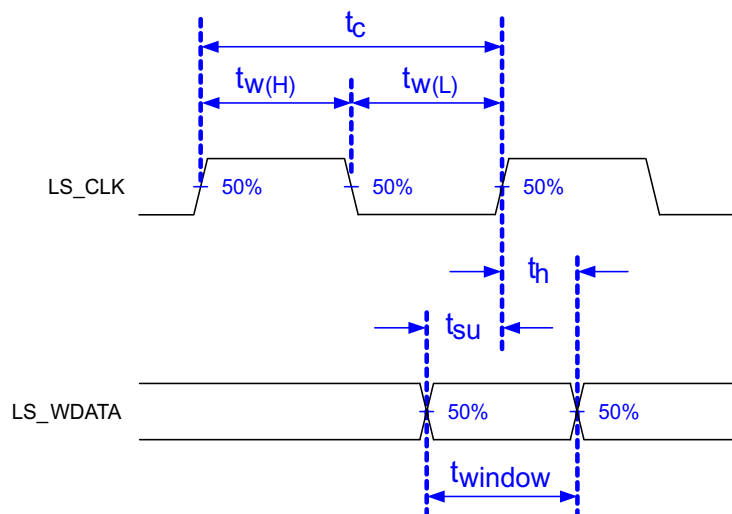 tc
tw(H) tw(L)
LS_CLK 50% 50% 50%
th
tsu
LS_WDATA 50% 50%
twindow